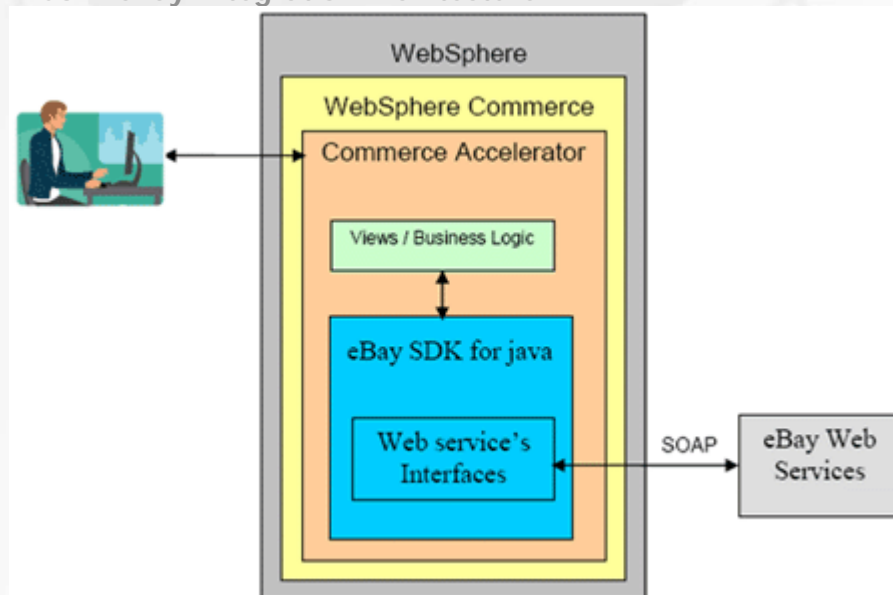 WebSphere
WebSphere Commerce
Commerce Accelerator
Views / Business Logic
eBay SDK for java
Web service's
Interfaces
SOAP
eBay Web
Services